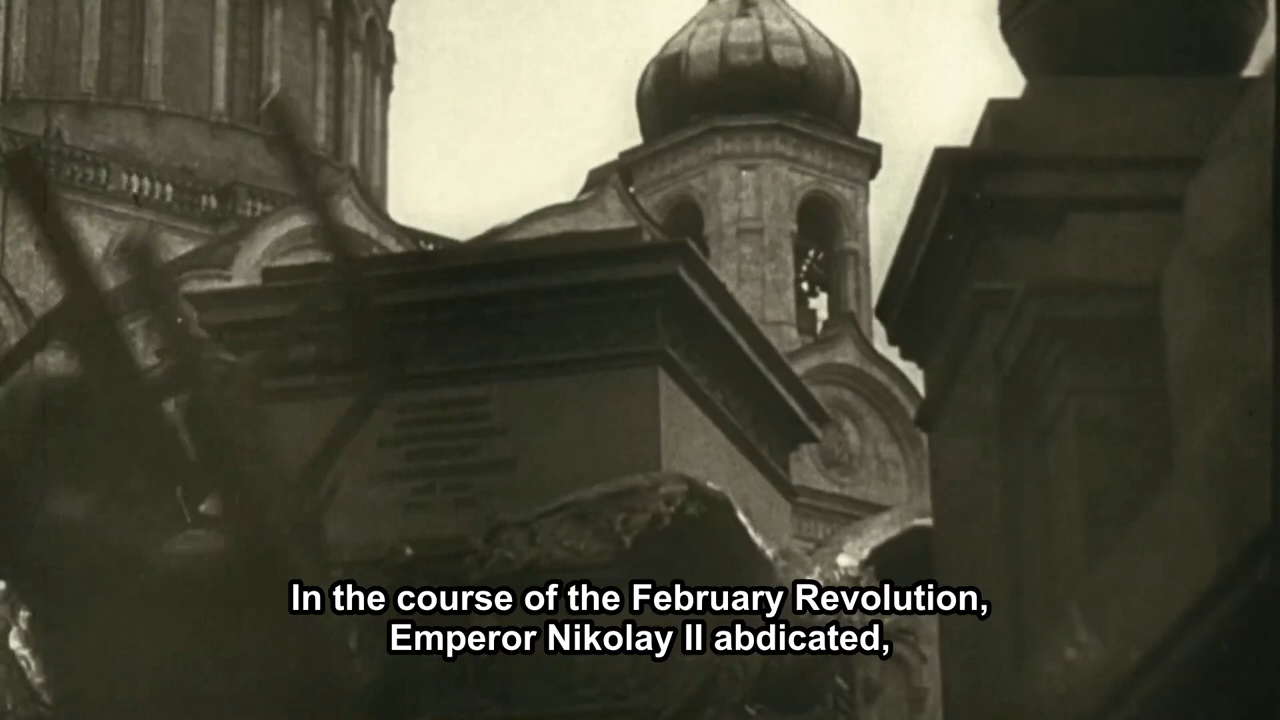 In the course of the February Revolution,
Emperor Nikolay II abdicated,